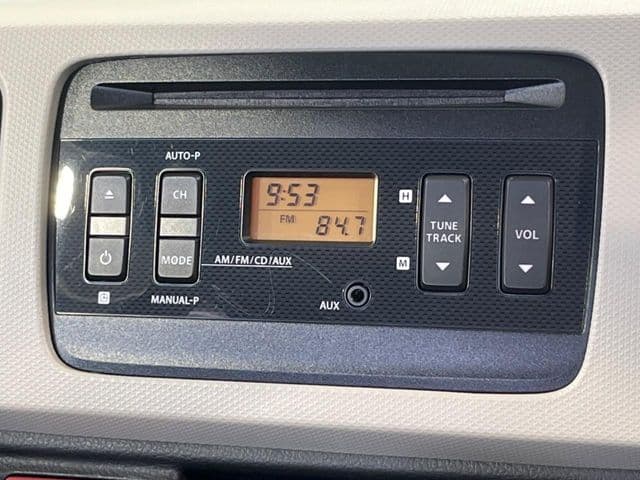 AUTO-P
CH
MODE
AM/FM/CD/AUX
MANUAL-P
9:53
FM 84.7
AUX
H
M
TUNE
TRACK
VOL